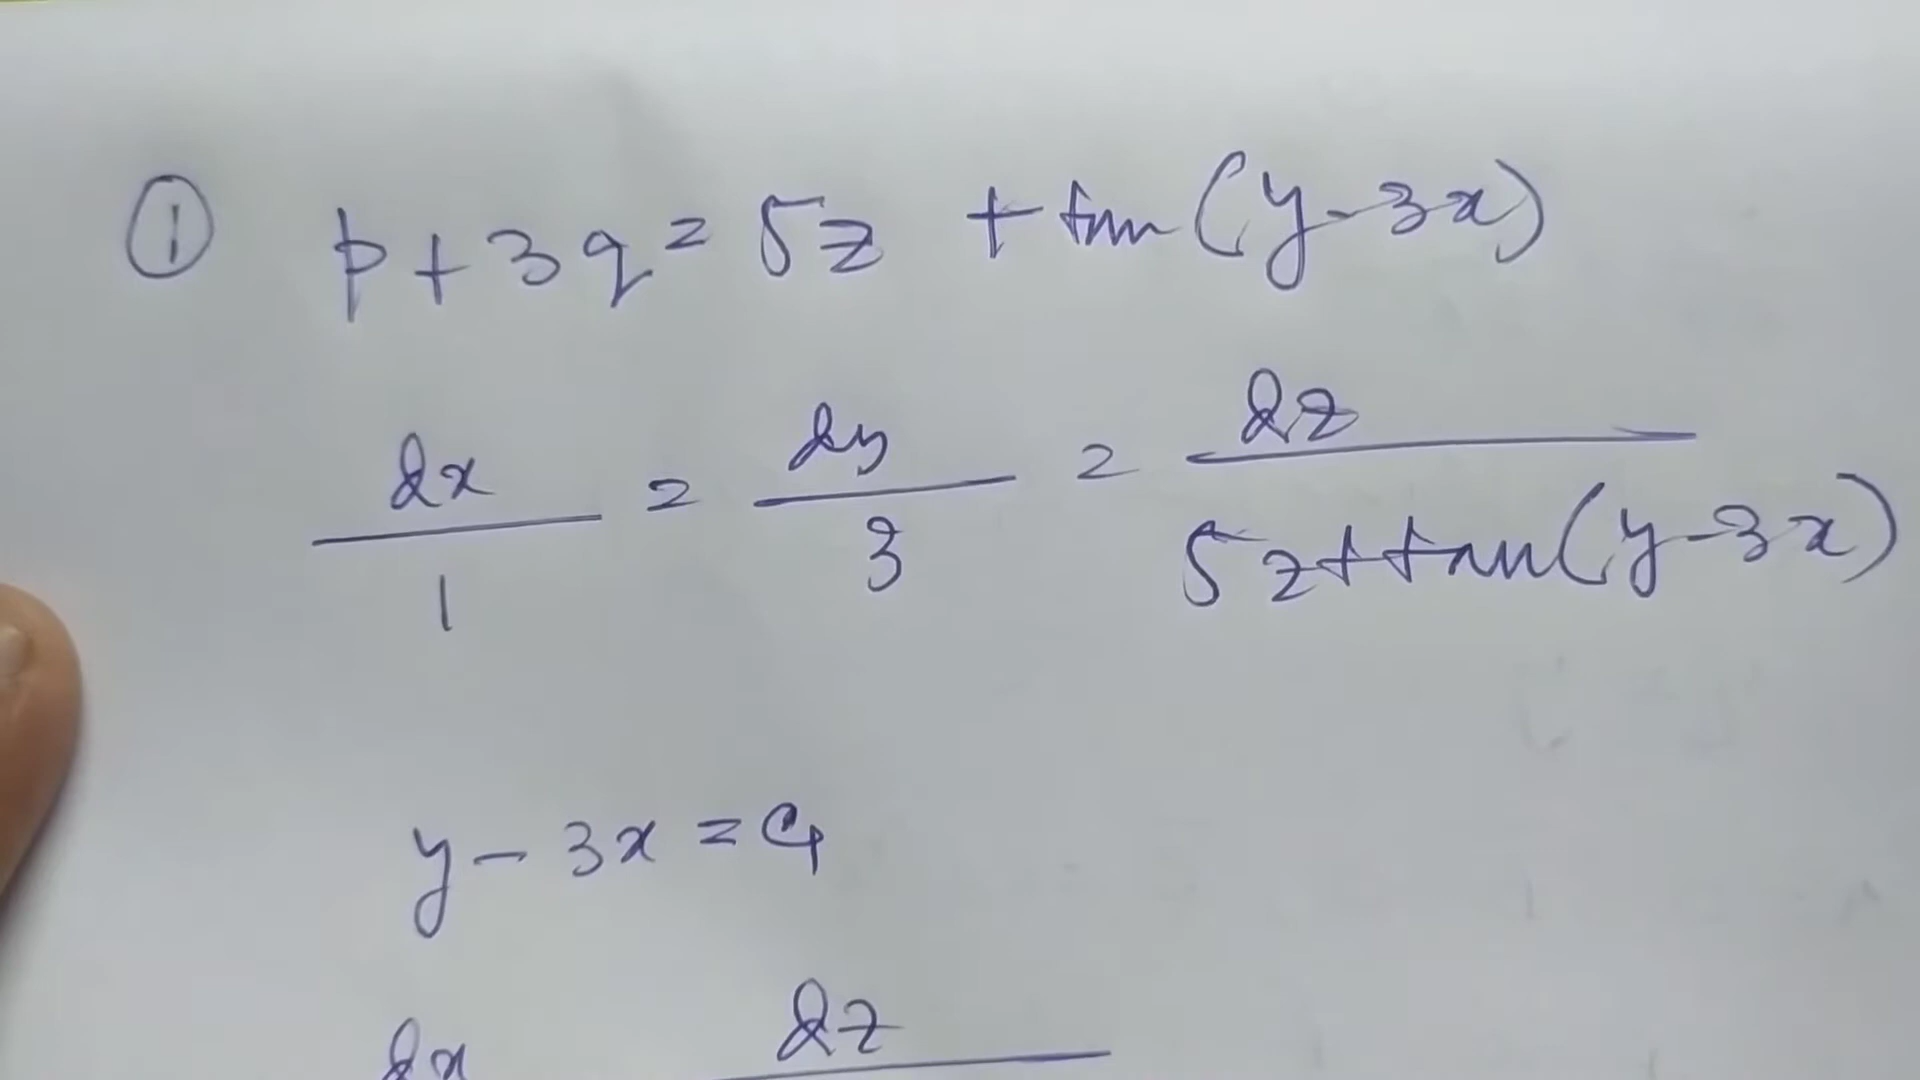 ① p + 3q = 5z + tan(y-3x)
dx/1 = dy/3 = dz/5z+tan(y-3x)
y - 3x = c₁
dx dz